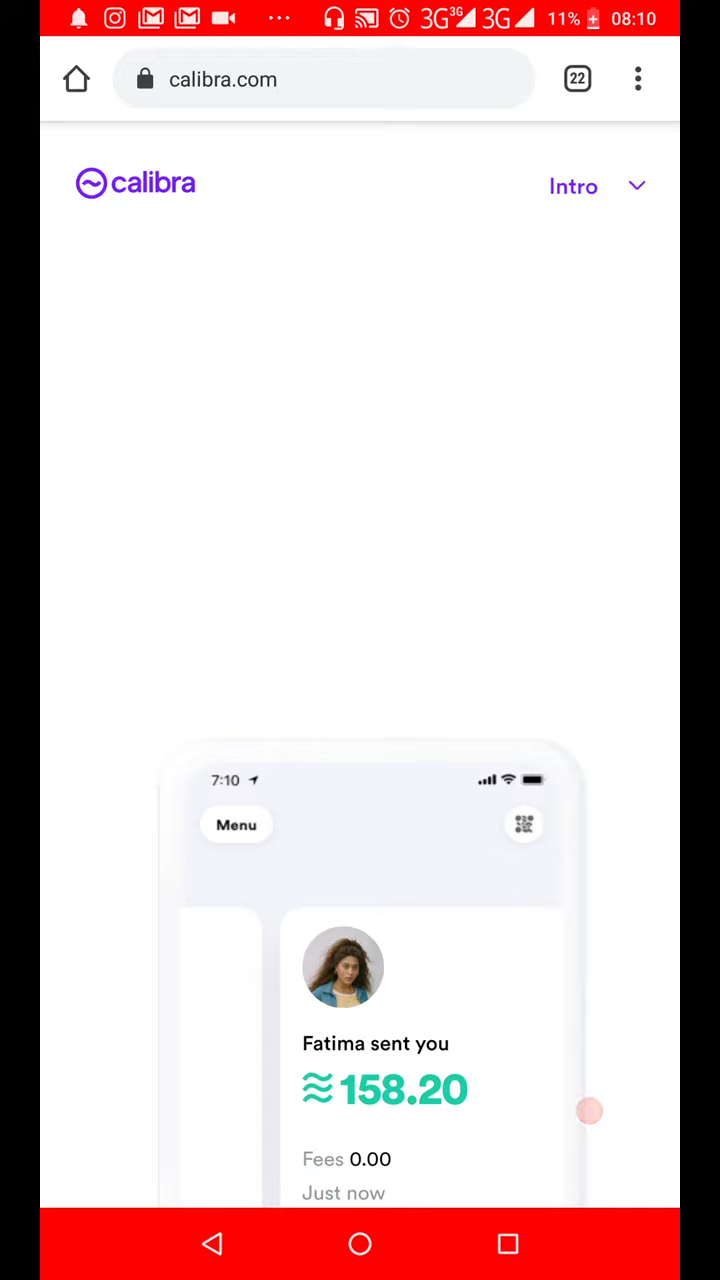 3G 3G 3G 11% 08:10
calibra.com 22
calibra Intro
7:10
Menu
Fatima sent you
≋158.20
Fees 0.00
Just now